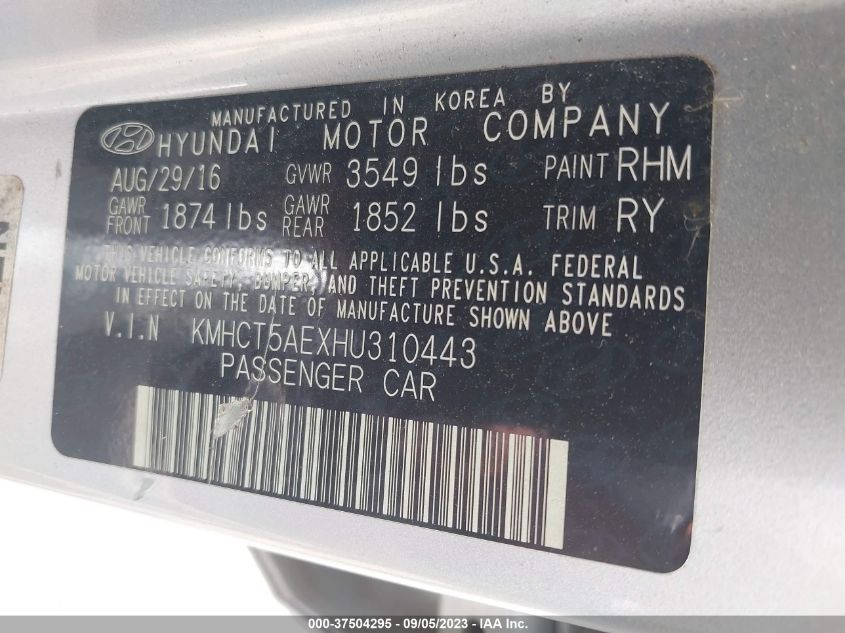 MANUFACTURED IN KOREA BY
HYUNDAI MOTOR COMPANY
AUG/29/16 GVWR 3549 lbs PAINT RHM
GAWR FRONT 1874 lbs GAWR REAR 1852 lbs TRIM RY
THIS VEHICLE CONFORMS TO ALL APPLICABLE U.S.A. FEDERAL
MOTOR VEHICLE SAFETY, BUMPER, AND THEFT PREVENTION STANDARDS
IN EFFECT ON THE DATE OF MANUFACTURE SHOWN ABOVE
V.I.N KMHCT5AEXHU310443
PASSENGER CAR
000-37504295 - 09/05/2023 - IAA Inc.